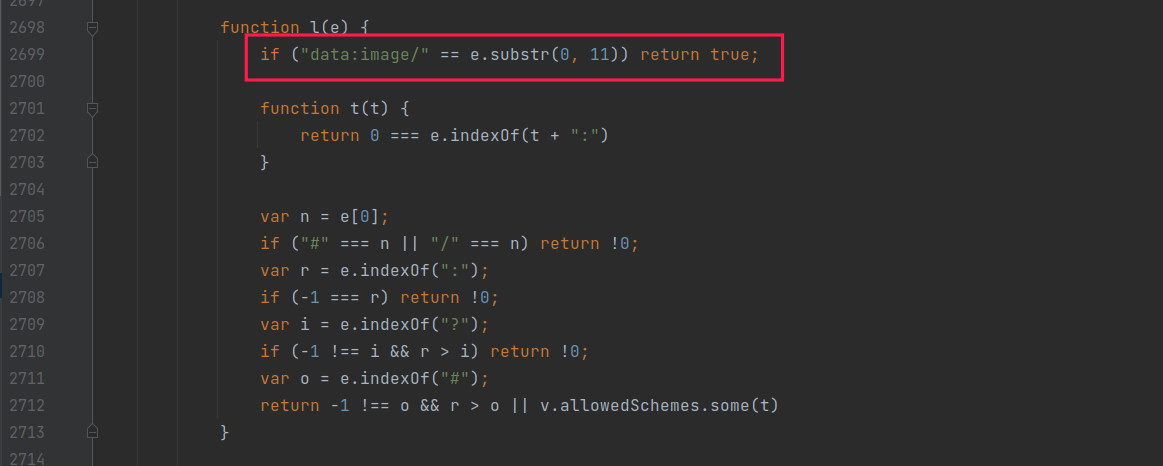 2697
2698 function l(e) {
2699 if ("data:image/" == e.substr(0, 11)) return true;
2700
2701 function t(t) {
2702 return 0 === e.indexOf(t + ":")
2703 }
2704
2705 var n = e[0];
2706 if ("#" === n || "/" === n) return !0;
2707 var r = e.indexOf(":");
2708 if (-1 === r) return !0;
2709 var i = e.indexOf("?");
2710 if (-1 !== i && r > i) return !0;
2711 var o = e.indexOf("#");
2712 return -1 !== o && r > o || v.allowedSchemes.some(t)
2713 }
2714